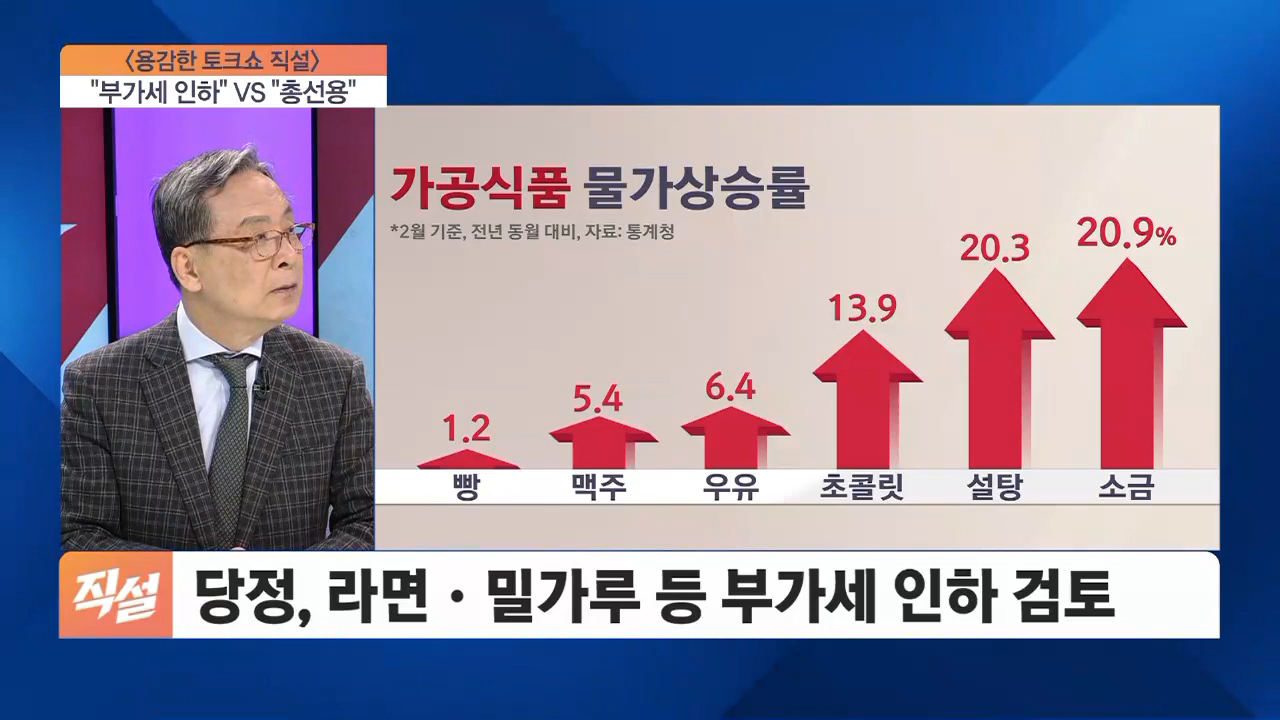 <용감한 토크쇼 직설>
"부가세 인하" VS "총선용"
가공식품 물가상승률
*2월 기준, 전년 동월 대비, 자료: 통계청
1.2
5.4
6.4
13.9
20.3
20.9%
빵
맥주
우유
초콜릿
설탕
소금
직설
당정, 라면·밀가루 등 부가세 인하 검토